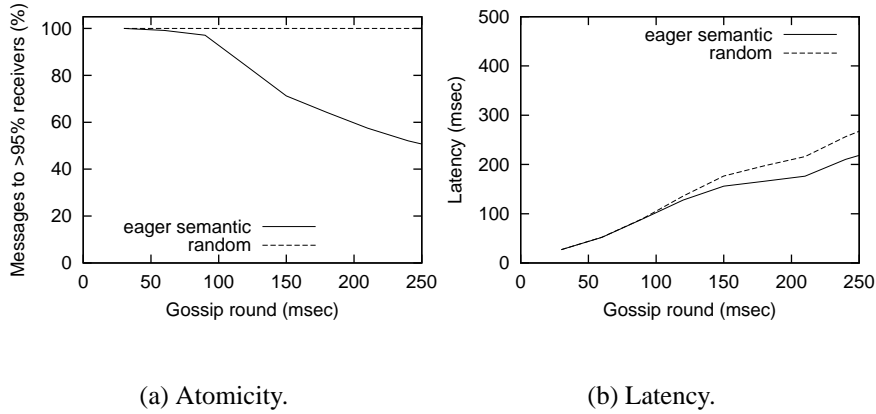 Messages to >95% receivers (%)
100
80
60
40
20
0
eager semantic
random
0
50
100
150
200
250
Gossip round (msec)
(a) Atomicity.
Latency (msec)
500
400
300
200
100
0
eager semantic
random
0
50
100
150
200
250
Gossip round (msec)
(b) Latency.